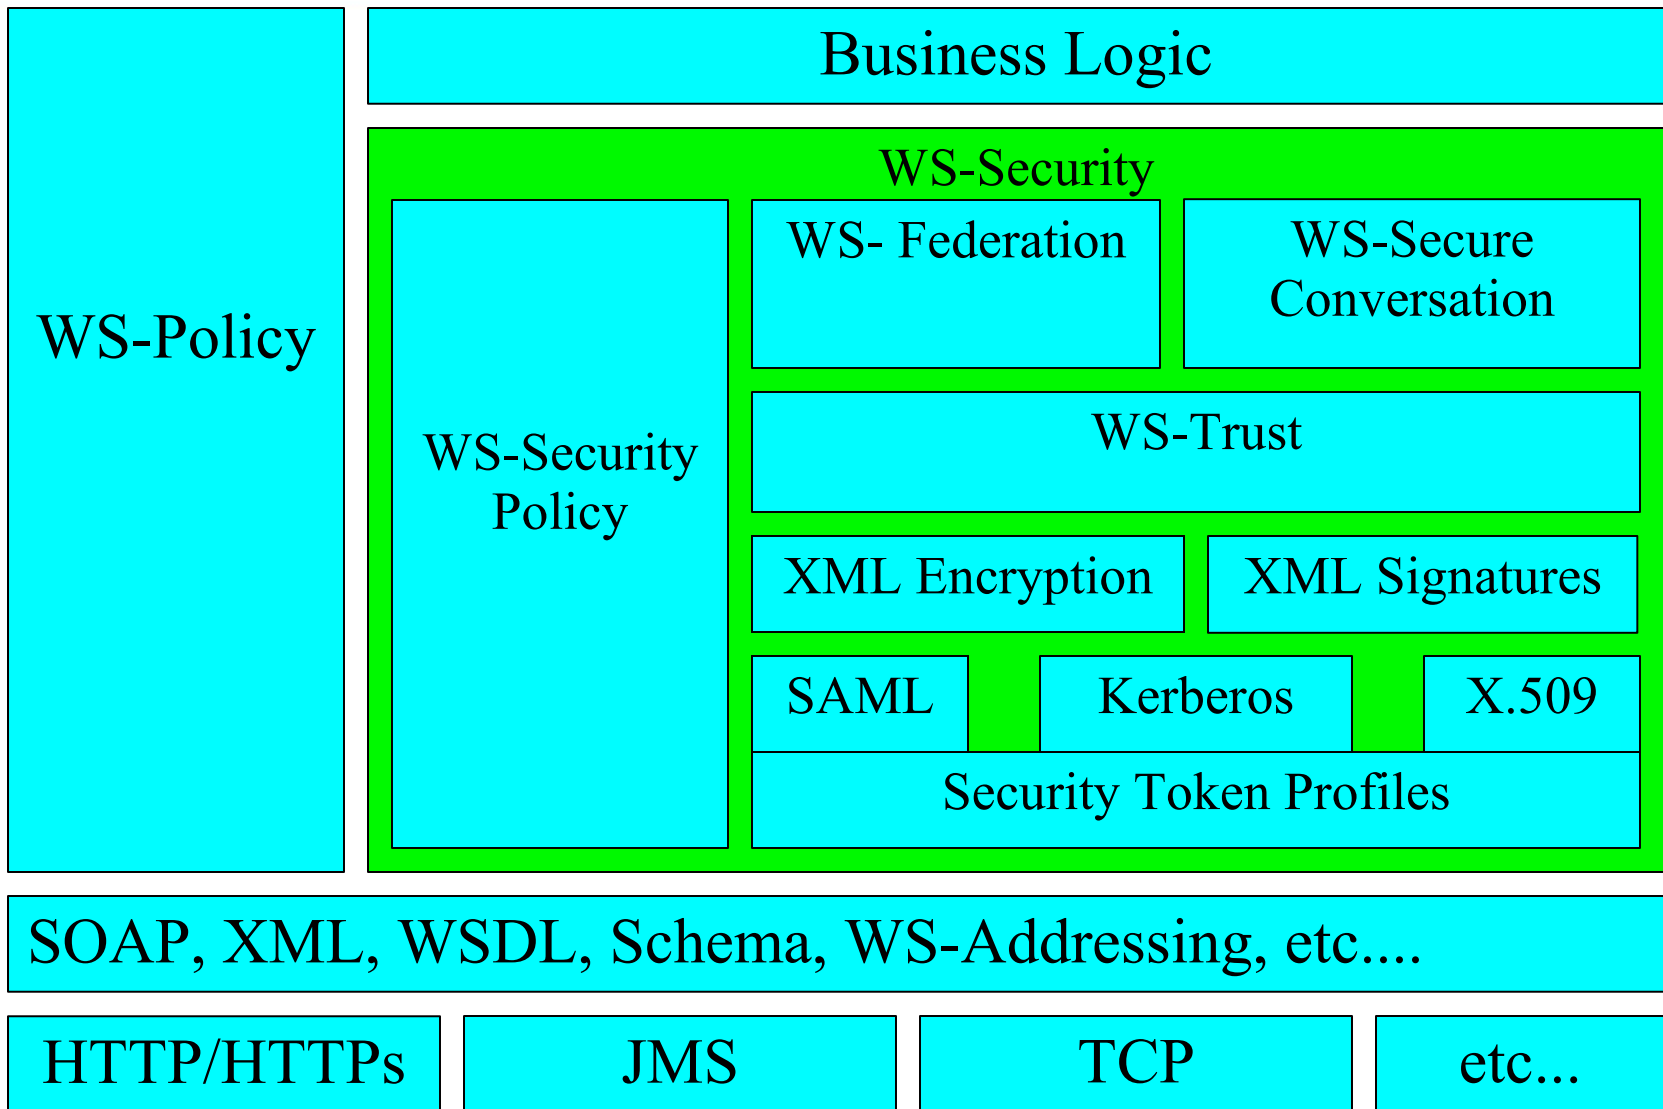 Business Logic
WS-Policy
WS-Security
WS-Security
Policy
WS- Federation
WS-Secure
Conversation
WS-Trust
XML Encryption
XML Signatures
SAML
Kerberos
X.509
Security Token Profiles
SOAP, XML, WSDL, Schema, WS-Addressing, etc....
HTTP/HTTPs
JMS
TCP
etc...